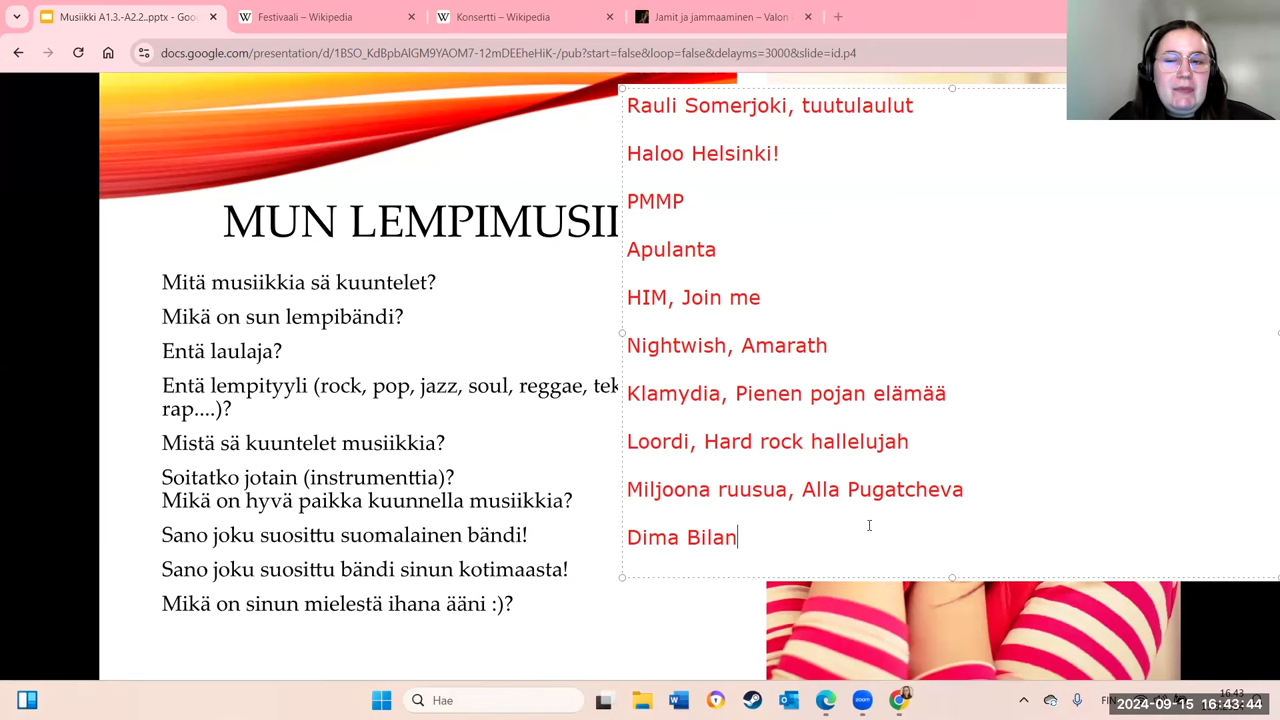 Musiikki A1.3.-A2.2..pptx - Goo
Festivaali – Wikipedia
Konsertti – Wikipedia
Jamit ja jammaaminen – Valon
docs.google.com/presentation/d/1BSO_KdBpbAlGM9YAOM7-12mDEEheHiK-/pub?start=false&loop=false&delayms=3000&slide=id.p4
MUN LEMPIMUSII
Mitä musiikkia sä kuuntelet?
Mikä on sun lempibändi?
Entä laulaja?
Entä lempityyli (rock, pop, jazz, soul, reggae, tek
rap....)?
Mistä sä kuuntelet musiikkia?
Soitatko jotain (instrumenttia)?
Mikä on hyvä paikka kuunnella musiikkia?
Sano joku suosittu suomalainen bändi!
Sano joku suosittu bändi sinun kotimaasta!
Mikä on sinun mielestä ihana ääni :)?
Rauli Somerjoki, tuutulaulut
Haloo Helsinki!
PMMP
Apulanta
HIM, Join me
Nightwish, Amarath
Klamydia, Pienen pojan elämää
Loordi, Hard rock hallelujah
Miljoona ruusua, Alla Pugatcheva
Dima Bilan
Hae
zoom
FIN
16.43
2024-09-15 16:43:44